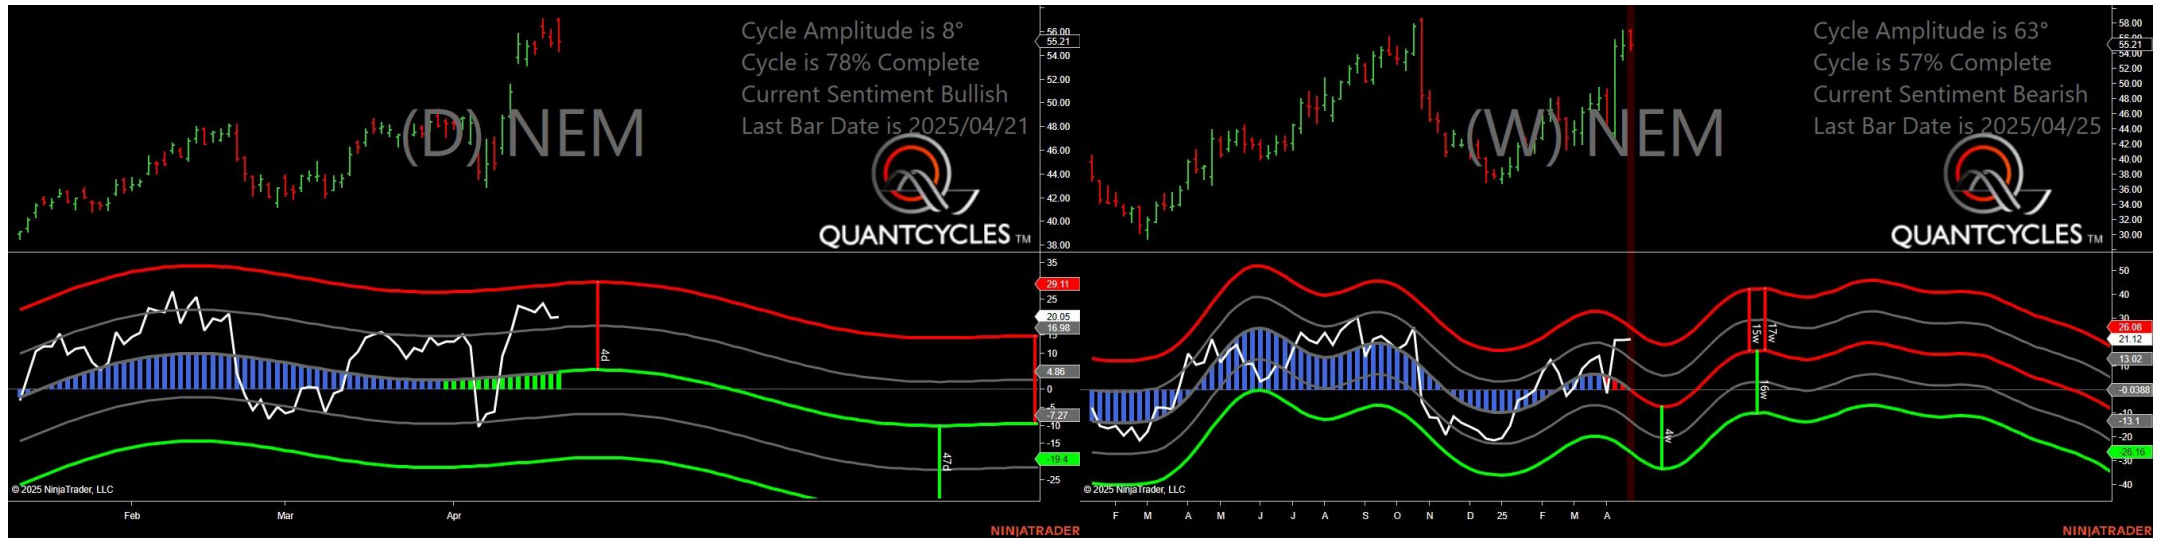 Cycle Amplitude is 8°
Cycle is 78% Complete
Current Sentiment Bullish
Last Bar Date is 2025/04/21
(D) NEM
QUANTCYCLES TM
56.00
55.21
54.00
52.00
50.00
48.00
46.00
44.00
42.00
40.00
38.00
35
29.11
25
20.05
16.98
15
10
4.86
0
-5
-7.27
-10
-15
-19.4
-25
4d
47d
© 2025 NinjaTrader, LLC
Feb Mar Apr
NINJATRADER
Cycle Amplitude is 63°
Cycle is 57% Complete
Current Sentiment Bearish
Last Bar Date is 2025/04/25
(W) NEM
QUANTCYCLES TM
58.00
55.21
54.00
52.00
50.00
48.00
46.00
44.00
42.00
40.00
38.00
36.00
34.00
32.00
30.00
50
40
30
26.08
21.12
13.02
10
-0.0388
-10
-13.1
-20
-26.16
-30
-40
15w
17w
16w
4w
© 2025 NinjaTrader, LLC
F M A M J J A S O N D 25 F M A
NINJATRADER